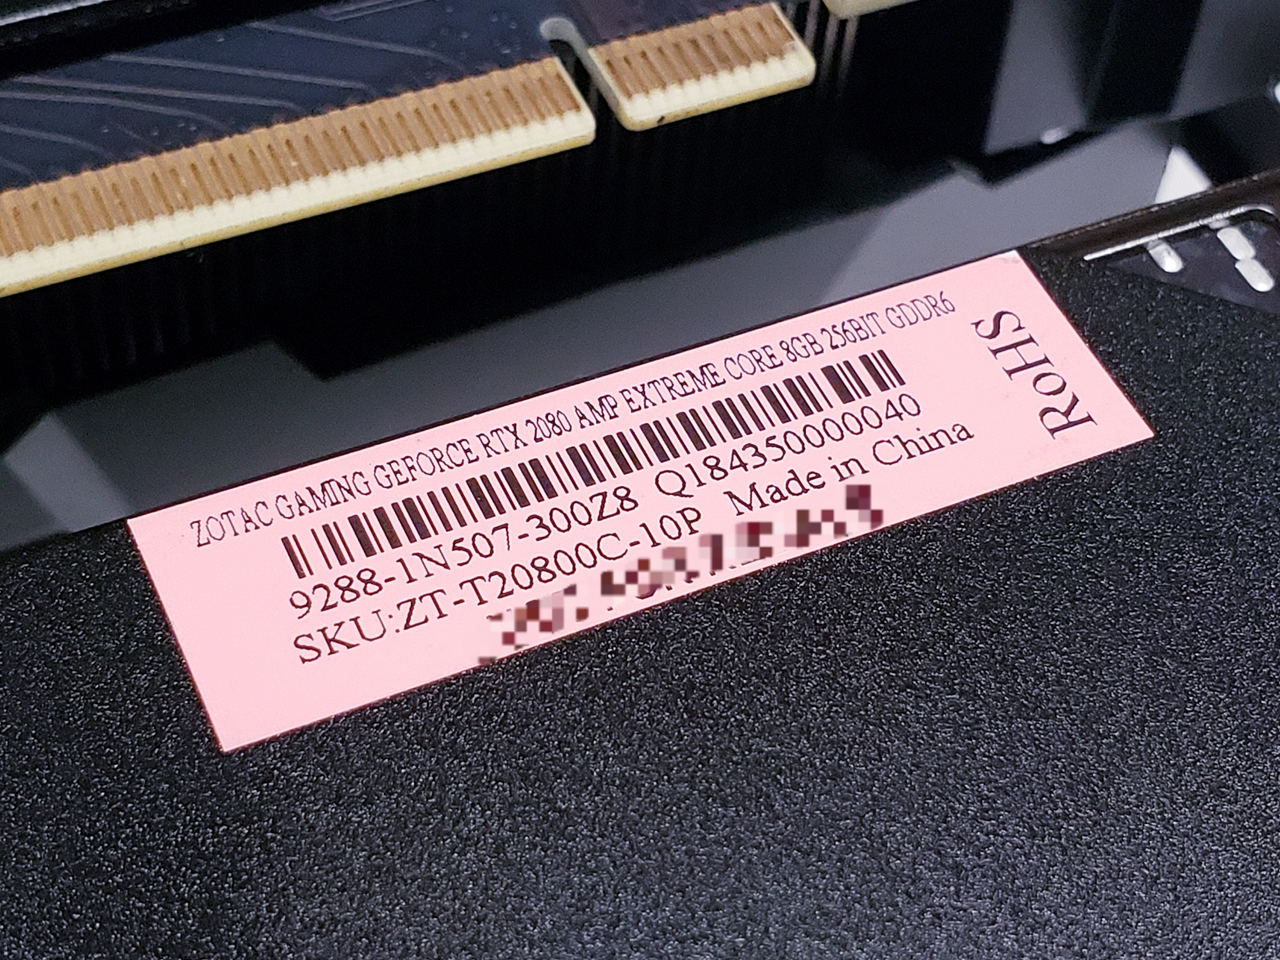 ZOTAC GAMING GEFORCE RTX 2080 AMP EXTREME CORE 8GB 256BIT GDDR6
9288-1N507-300Z8 Q184350000040
SKU:ZT-T20800C-10P Made in China
RoHS